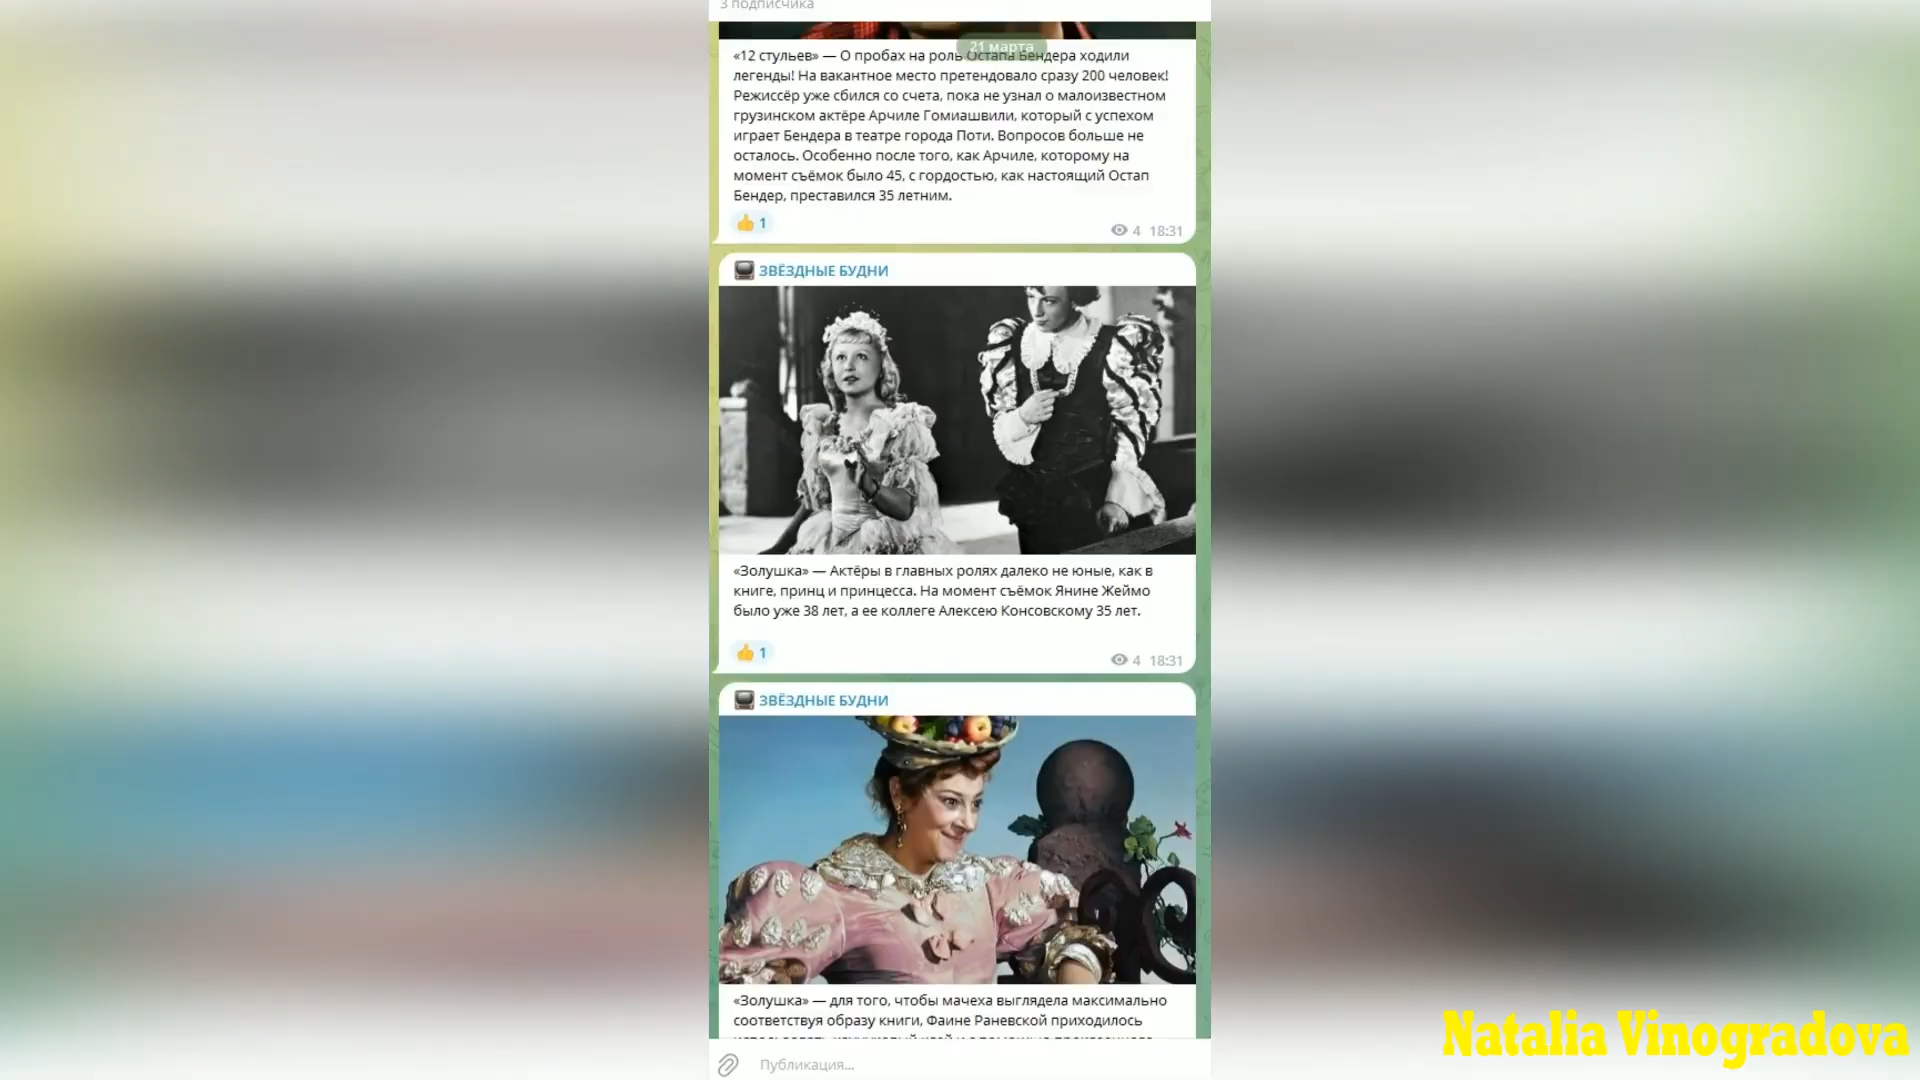 3 подписчика
21 марта
«12 стульев» — О пробах на роль Остапа Бендера ходили
легенды! На вакантное место претендовало сразу 200 человек!
Режиссёр уже сбился со счета, пока не узнал о малоизвестном
грузинском актёре Арчиле Гомиашвили, который с успехом
играет Бендера в театре города Поти. Вопросов больше не
осталось. Особенно после того, как Арчиле, которому на
момент съёмок было 45, с гордостью, как настоящий Остап
Бендер, преставился 35 летним.
1
4 18:31
ЗВЁЗДНЫЕ БУДНИ
«Золушка» — Актёры в главных ролях далеко не юные, как в
книге, принц и принцесса. На момент съёмок Янине Жеймо
было уже 38 лет, а ее коллеге Алексею Консовскому 35 лет.
1
4 18:31
ЗВЁЗДНЫЕ БУДНИ
«Золушка» — для того, чтобы мачеха выглядела максимально
соответствуя образу книги, Фаине Раневской приходилось
Публикация...
Natalia Vinogradova